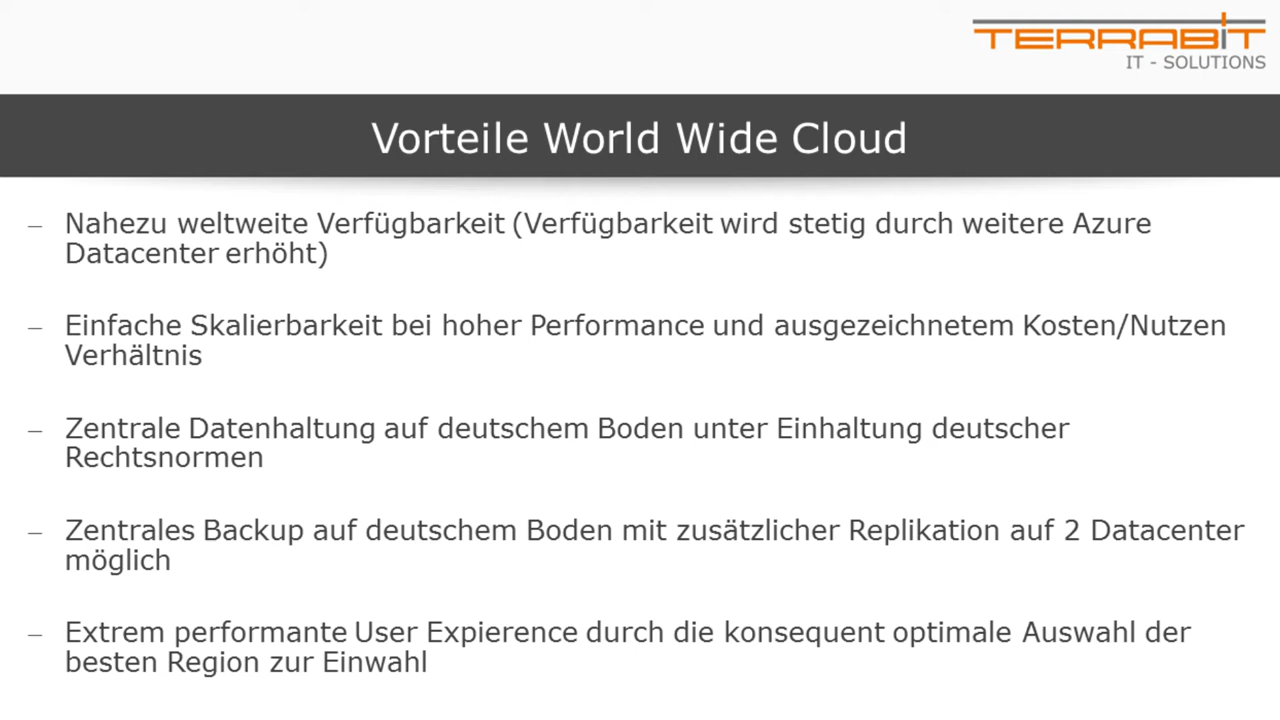 TERRABIT
IT - SOLUTIONS
Vorteile World Wide Cloud
– Nahezu weltweite Verfügbarkeit (Verfügbarkeit wird stetig durch weitere Azure
Datacenter erhöht)
– Einfache Skalierbarkeit bei hoher Performance und ausgezeichnetem Kosten/Nutzen
Verhältnis
– Zentrale Datenhaltung auf deutschem Boden unter Einhaltung deutscher
Rechtsnormen
– Zentrales Backup auf deutschem Boden mit zusätzlicher Replikation auf 2 Datacenter
möglich
– Extrem performante User Expierence durch die konsequent optimale Auswahl der
besten Region zur Einwahl